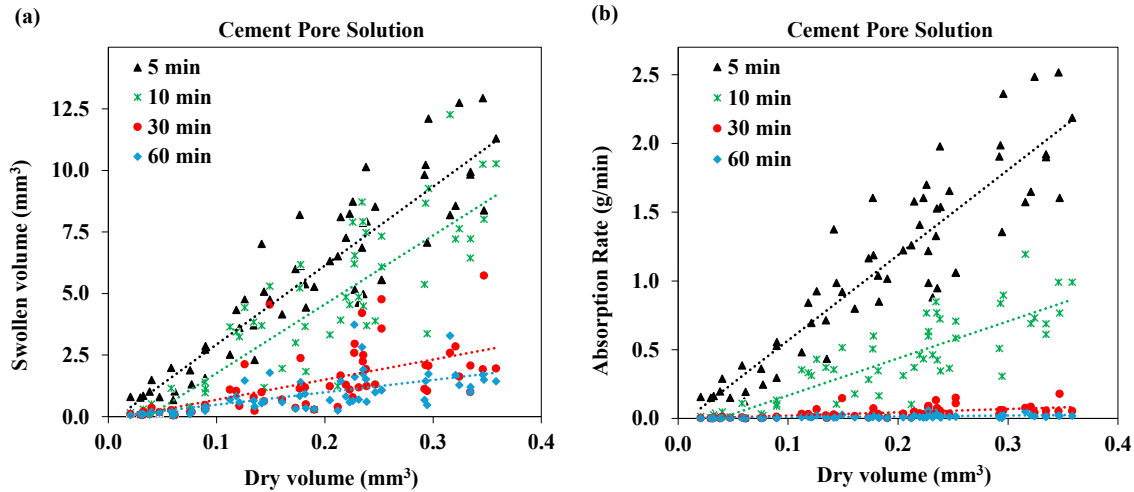 (a)
Cement Pore Solution
5 min
10 min
30 min
60 min
12.5
10.0
7.5
5.0
2.5
0.0
0.0
0.1
0.2
0.3
0.4
Swollen volume (mm³)
Dry volume (mm³)
(b)
Cement Pore Solution
5 min
10 min
30 min
60 min
2.5
2.0
1.5
1.0
0.5
0.0
0.0
0.1
0.2
0.3
0.4
Absorption Rate (g/min)
Dry volume (mm³)